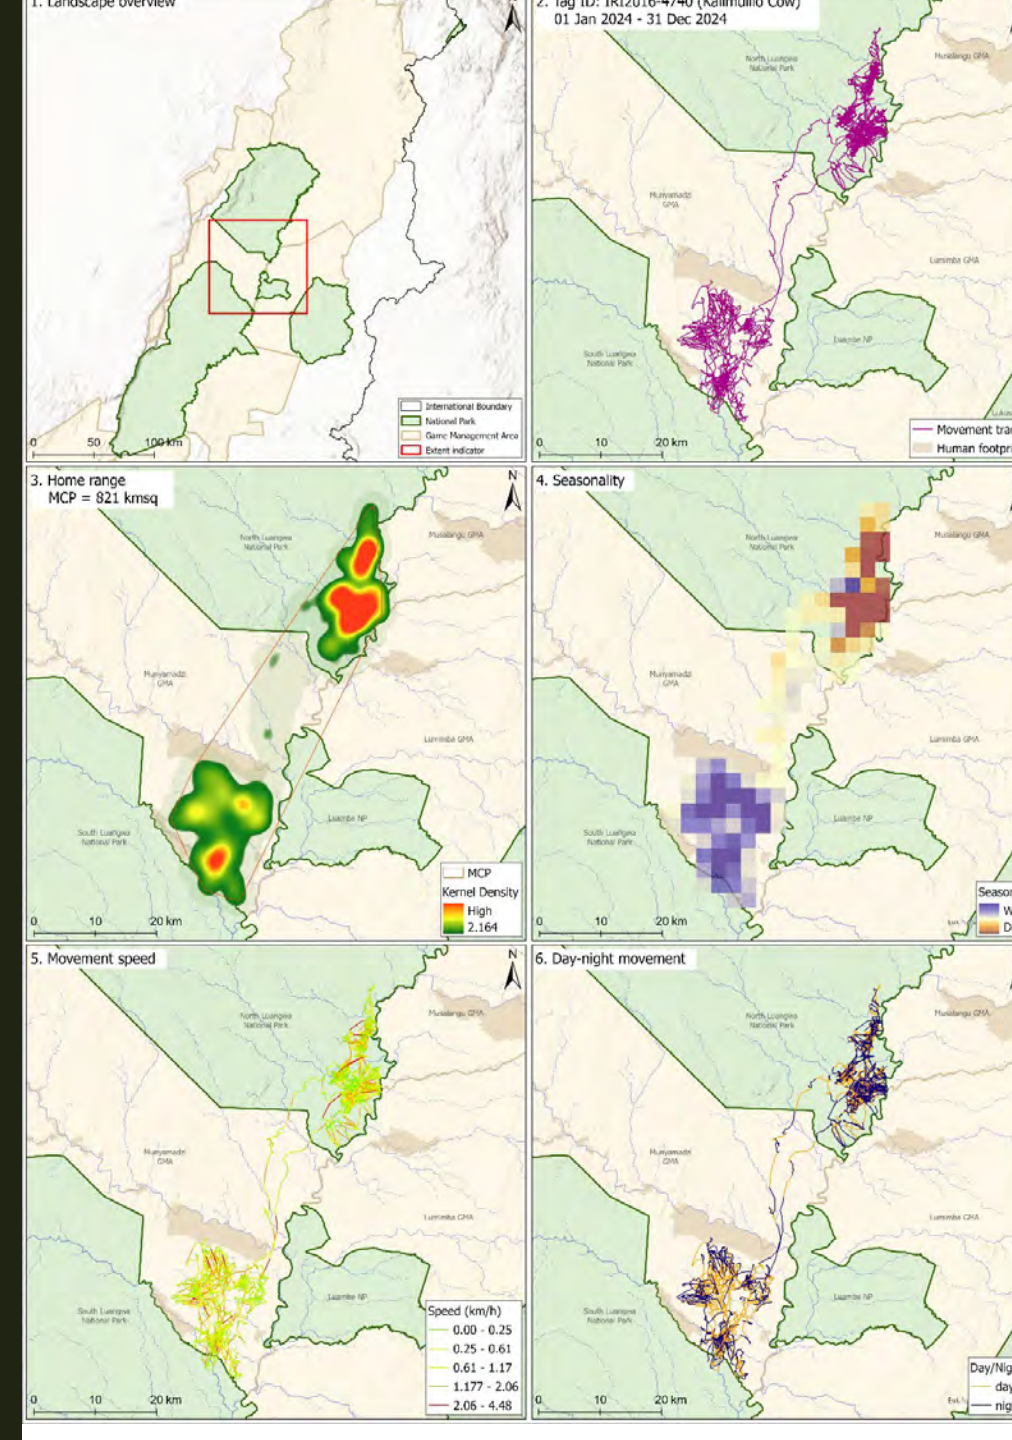 1. Landscape overview
N
0 50 100 km
International Boundary
National Park
Game Management Area
Extent indicator
2. Tag ID: IRI2016-4740 (Kalimulilo Cow)
01 Jan 2024 - 31 Dec 2024
North Luangwa
National Park
Musalangu GMA
Munyamadzi
GMA
Lumimba GMA
South Luangwa
National Park
Luambe NP
0 10 20 km
Movement
Human
3. Home range
MCP = 821 kmsq
N
North Luangwa
National Park
Musalangu GMA
Munyamadzi
GMA
Lumimba GMA
South Luangwa
National Park
Luambe NP
0 10 20 km
MCP
Kernel Density
High
2.164
4. Seasonality
North Luangwa
National Park
Musalangu GMA
Munyamadzi
GMA
Lumimba GMA
South Luangwa
National Park
Luambe NP
0 10 20 km
5. Movement speed
N
North Luangwa
National Park
Musalangu GMA
Munyamadzi
GMA
Lumimba GMA
South Luangwa
National Park
Luambe NP
0 10 20 km
Speed (km/h)
0.00 - 0.25
0.25 - 0.61
0.61 - 1.17
1.177 - 2.06
2.06 - 4.48
6. Day-night movement
North Luangwa
National Park
Musalangu GMA
Munyamadzi
GMA
Lumimba GMA
South Luangwa
National Park
Luambe NP
0 10 20 km
day